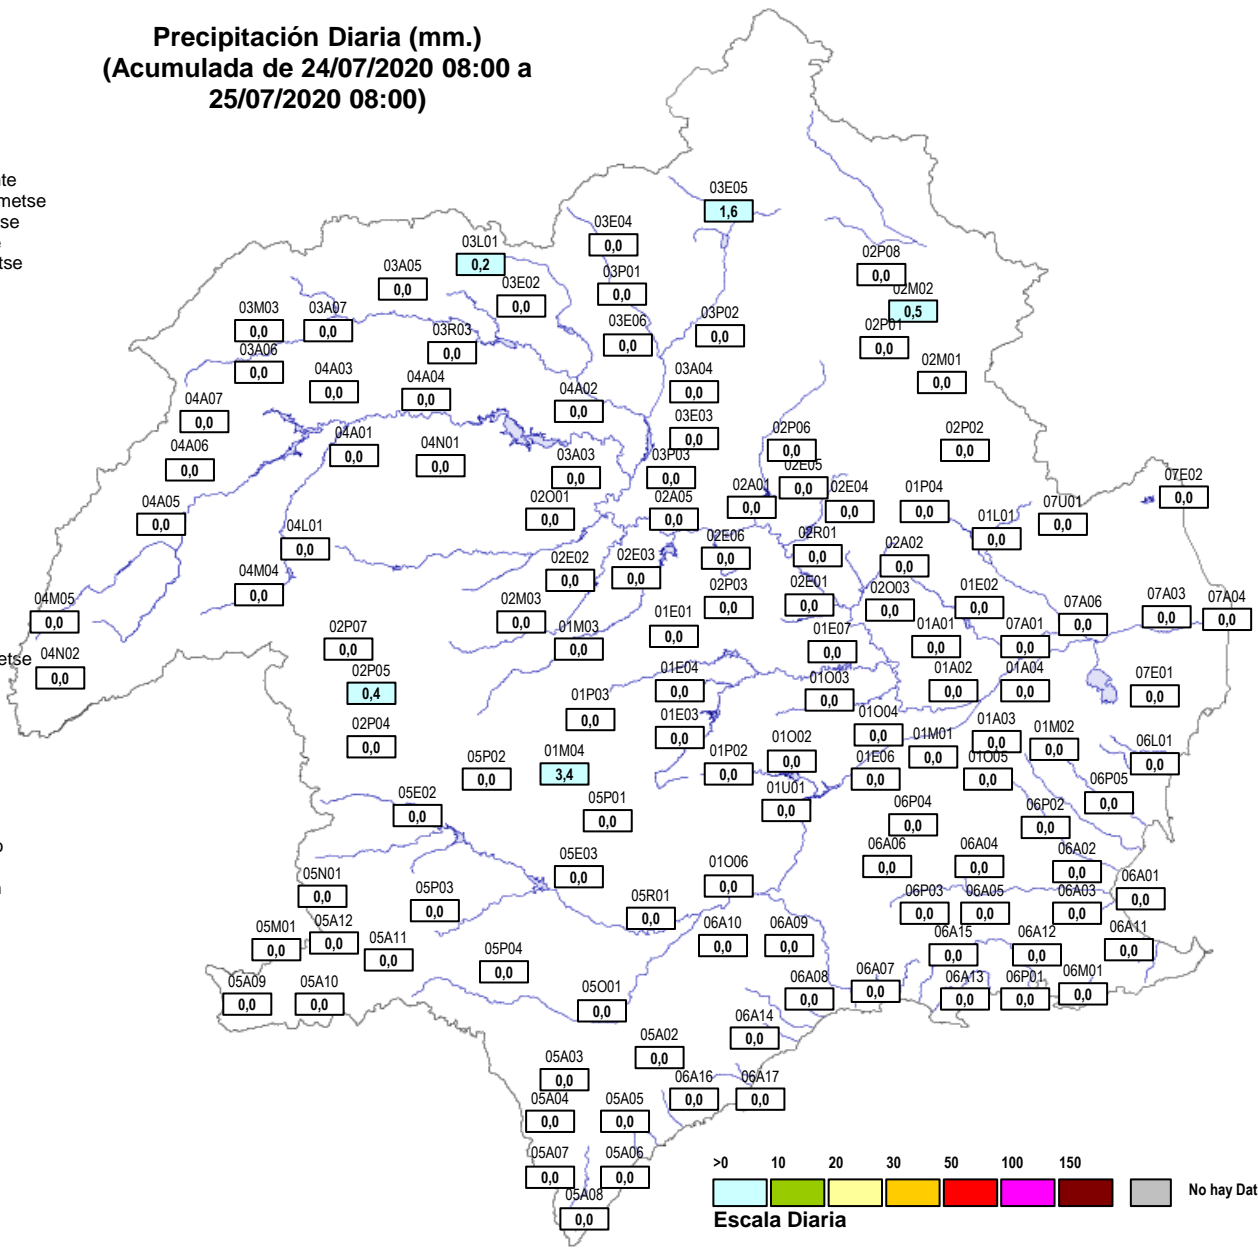 Precipitación Diaria (mm.)
(Acumulada de 24/07/2020 08:00 a
25/07/2020 08:00)
te
metse
se
tse
03E05
1,6
03E04
0,0
03L01
0,2
02P08
0,0
03A05
0,0
03P01
0,0
03E02
0,0
02M02
0,5
03M03
0,0
03A07
0,0
03P02
0,0
03E06
0,0
02P01
0,0
03R03
0,0
03A06
0,0
02M01
0,0
04A03
0,0
04A04
0,0
03A04
0,0
04A02
0,0
04A07
0,0
03E03
0,0
02P06
0,0
02P02
0,0
04A01
0,0
04N01
0,0
04A06
0,0
03A03
0,0
03P03
0,0
02E05
0,0
07E02
0,0
02A01
0,0
02E04
0,0
01P04
0,0
04A05
0,0
02O01
0,0
02A05
0,0
07U01
0,0
01L01
0,0
04L01
0,0
02E06
0,0
02R01
0,0
02A02
0,0
02E02
0,0
02E03
0,0
04M04
0,0
02P03
0,0
02E01
0,0
02O03
0,0
01E02
0,0
04M05
0,0
02M03
0,0
07A06
0,0
07A03
0,0
07A04
0,0
01E01
0,0
01M03
0,0
01E07
0,0
01A01
0,0
07A01
0,0
02P07
0,0
etse
04N02
0,0
02P05
0,4
01E04
0,0
01O03
0,0
01A02
0,0
01A04
0,0
07E01
0,0
01P03
0,0
01E03
0,0
01O04
0,0
01A03
0,0
01M02
0,0
02P04
0,0
01M01
0,0
06L01
0,0
05P02
0,0
01M04
3,4
01P02
0,0
01O02
0,0
01E06
0,0
01O05
0,0
05E02
0,0
05P01
0,0
01U01
0,0
06P05
0,0
06P04
0,0
06P02
0,0
05E03
0,0
01O06
0,0
06A06
0,0
06A04
0,0
06A02
0,0
05N01
0,0
05P03
0,0
05R01
0,0
06P03
0,0
06A05
0,0
06A03
0,0
06A01
0,0
05M01
0,0
05A12
0,0
05A11
0,0
06A10
0,0
06A09
0,0
06A15
0,0
06A12
0,0
06A11
0,0
05P04
0,0
05A09
0,0
05A10
0,0
05O01
0,0
06A08
0,0
06A07
0,0
06A13
0,0
06P01
0,0
06M01
0,0
06A14
0,0
05A02
0,0
05A03
0,0
06A16
0,0
06A17
0,0
05A04
0,0
05A05
0,0
05A07
0,0
05A06
0,0
05A08
0,0
>0 10 20 30 50 100 150
No hay Dat
Escala Diaria